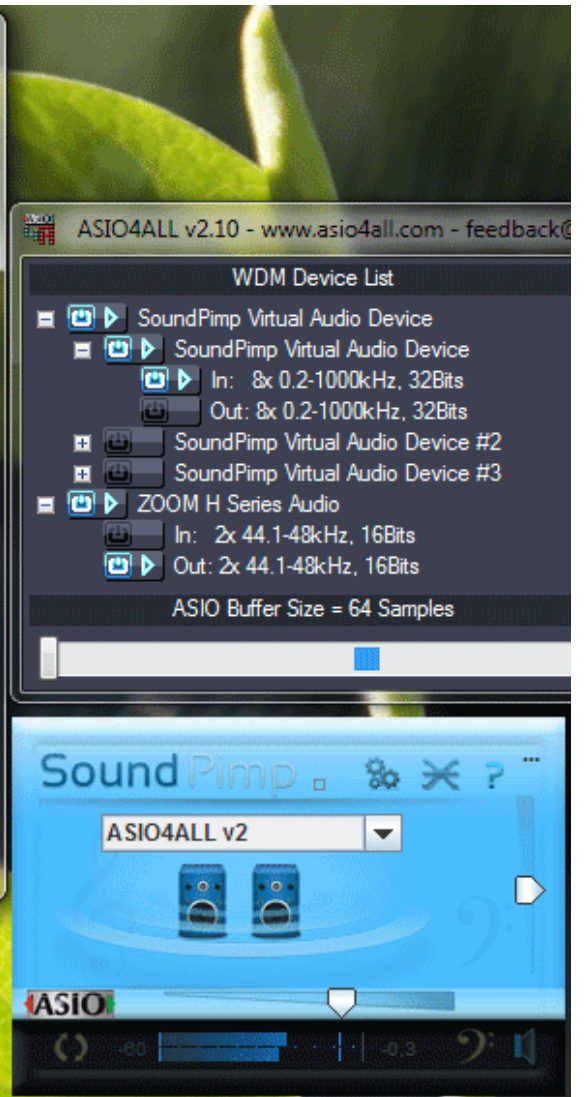 ASIO4ALL v2.10 - www.asio4all.com - feedback@
WDM Device List
SoundPimp Virtual Audio Device
SoundPimp Virtual Audio Device
In: 8x 0.2-1000kHz, 32Bits
Out: 8x 0.2-1000kHz, 32Bits
SoundPimp Virtual Audio Device #2
SoundPimp Virtual Audio Device #3
ZOOM H Series Audio
In: 2x 44.1-48kHz, 16Bits
Out: 2x 44.1-48kHz, 16Bits
ASIO Buffer Size = 64 Samples
SoundPimp ? ...
ASIO4ALL v2
ASIO
-60 -0.3